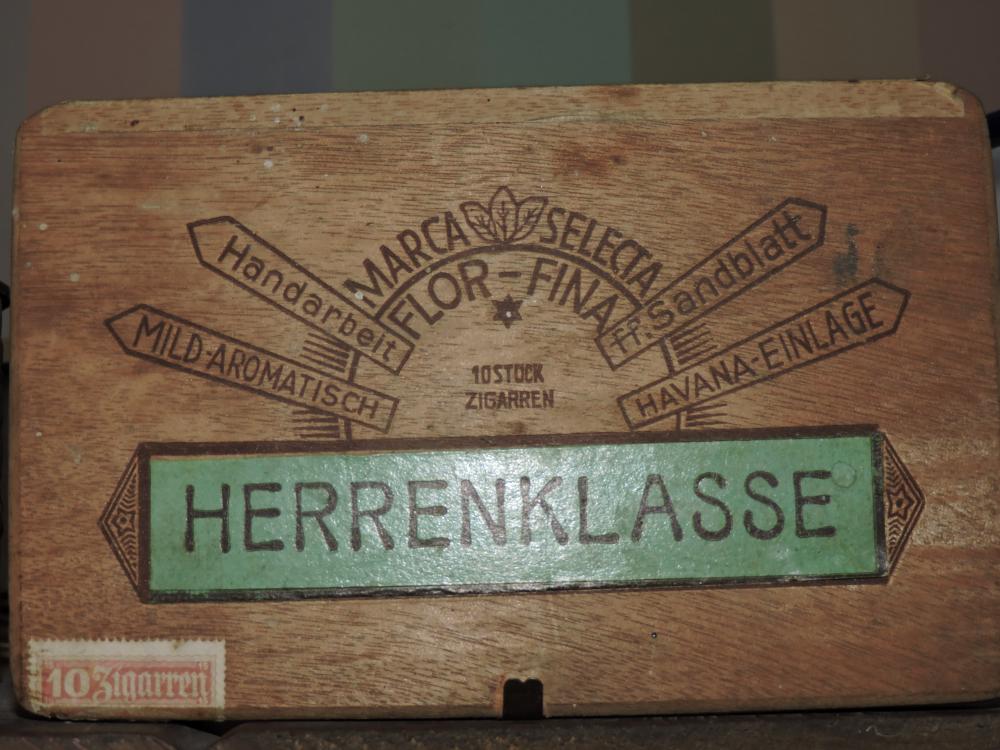 MARCA SELECTA
FLOR-FINA
Handarbeit
ff. Sandblatt
MILD-AROMATISCH
HAVANA-EINLAGE
10 STÜCK
ZIGARREN
HERRENKLASSE
"10 Zigarren"